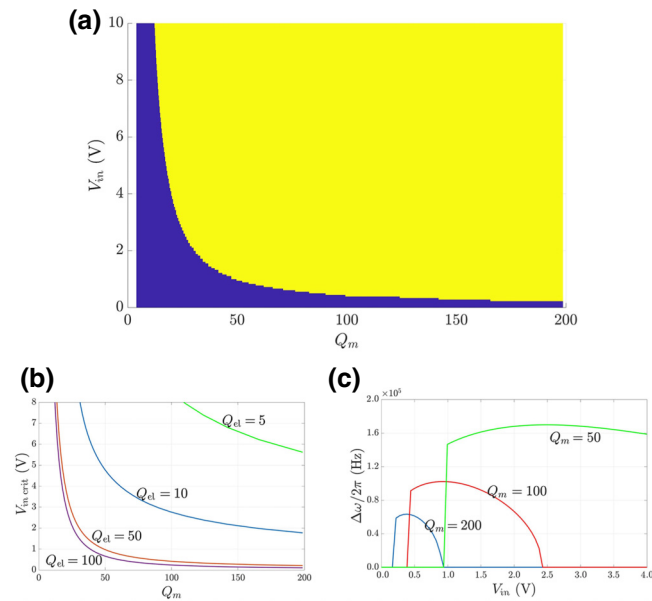 (a)
10
8
6
4
2
0
V_in (V)
0 50 100 150 200
Q_m
(b)
8
7
6
5
4
3
2
1
0
V_in crit (V)
Q_el = 5
Q_el = 10
Q_el = 50
Q_el = 100
0 50 100 150 200
Q_m
(c)
×10^5
2.0
1.6
1.2
0.8
0.4
0.0
Δω/2π (Hz)
Q_m = 50
Q_m = 100
Q_m = 200
0 0.5 1.0 1.5 2.0 2.5 3.0 3.5 4.0
V_in (V)